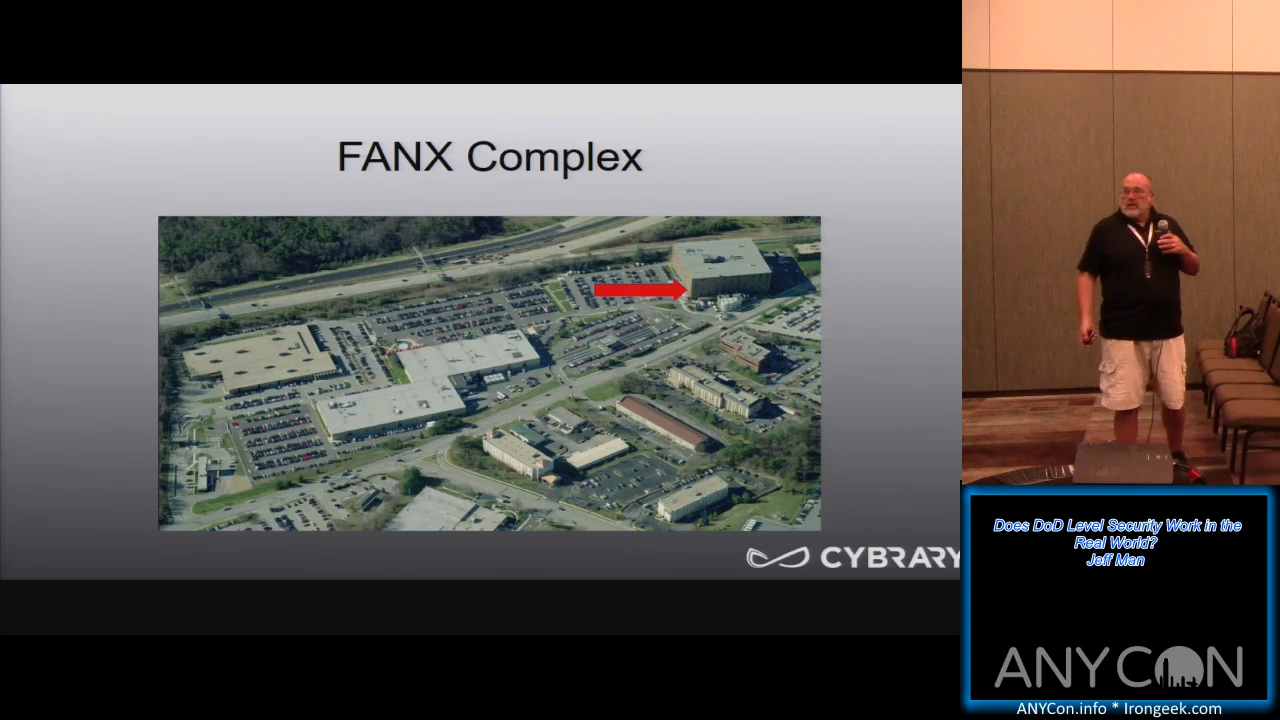 FANX Complex
CYBRARY
Does DoD Level Security Work in the
Real World?
Jeff Man
ANYCON
ANYCon.info * Irongeek.com